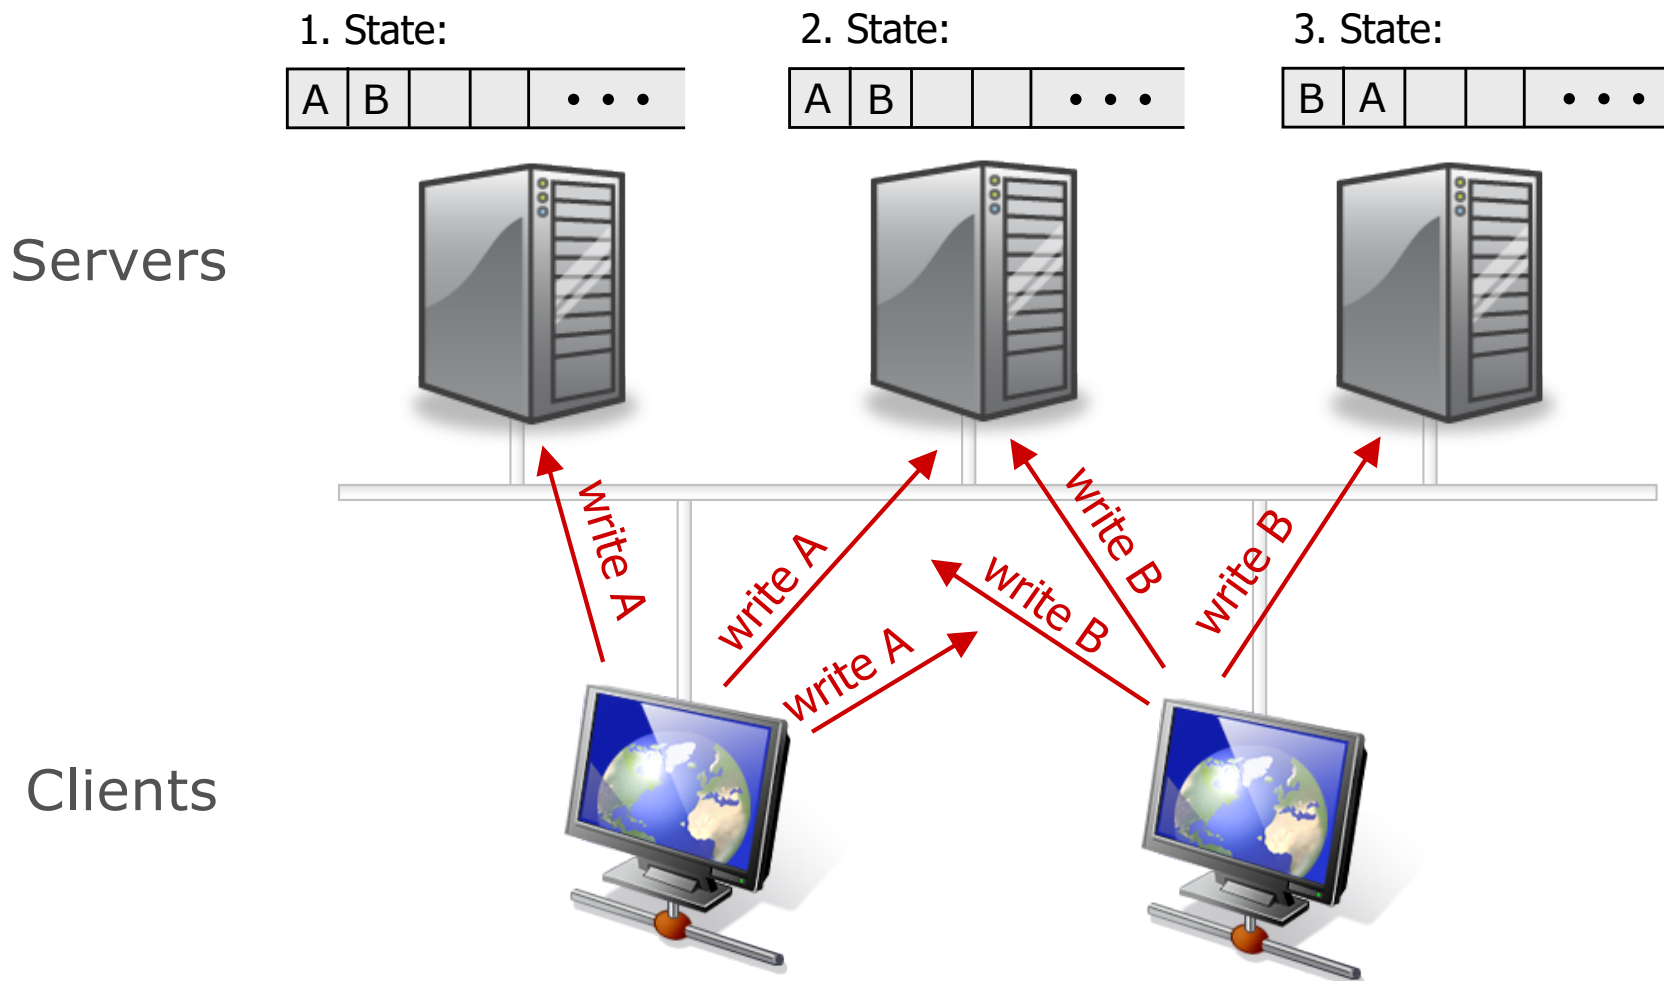 1. State:
2. State:
3. State:
A B • • •
A B • • •
B A • • •
Servers
write A
write A
write A
write B
write B
write B
Clients